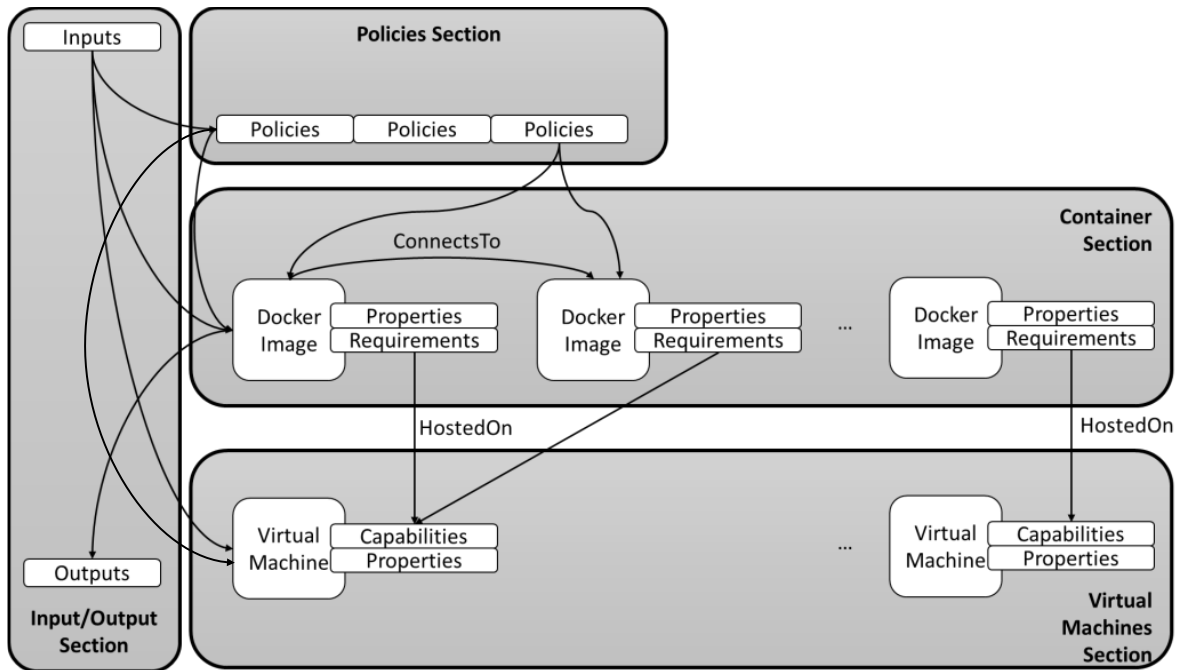 Inputs
Policies Section
Policies
Policies
Policies
Container
Section
ConnectsTo
Docker
Image
Properties
Requirements
Docker
Image
Properties
Requirements
...
Docker
Image
Properties
Requirements
HostedOn
HostedOn
Virtual
Machine
Capabilities
Properties
...
Virtual
Machine
Capabilities
Properties
Outputs
Input/Output
Section
Virtual
Machines
Section